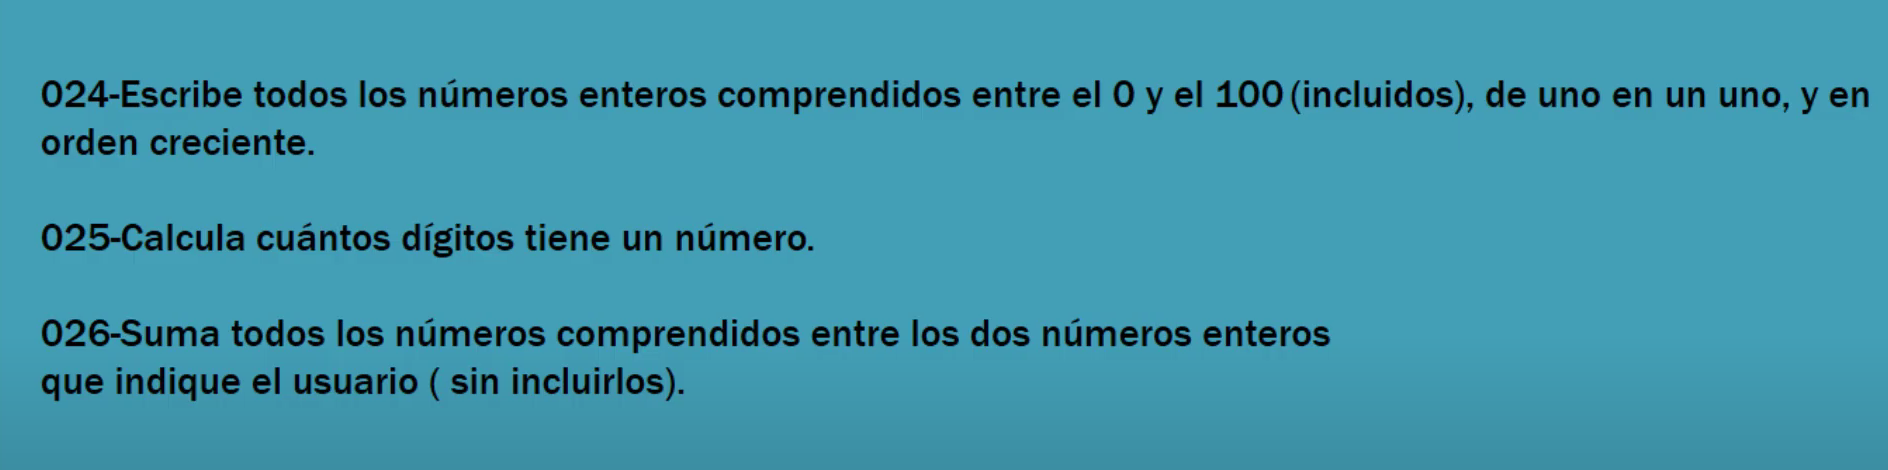 024-Escribe todos los números enteros comprendidos entre el 0 y el 100 (incluidos), de uno en un uno, y en
orden creciente.
025-Calcula cuántos dígitos tiene un número.
026-Suma todos los números comprendidos entre los dos números enteros
que indique el usuario ( sin incluirlos).